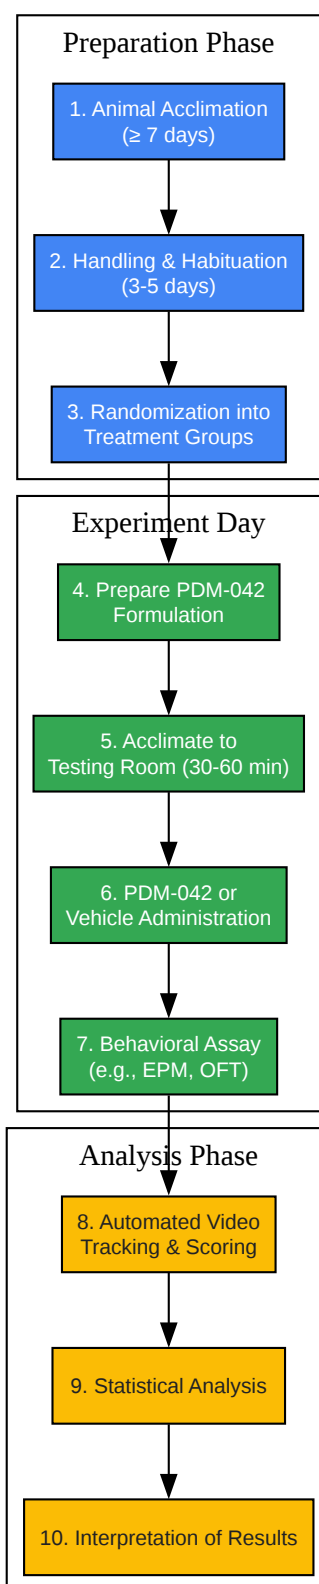 Preparation Phase
1. Animal Acclimation
(≥ 7 days)
2. Handling & Habituation
(3-5 days)
3. Randomization into
Treatment Groups
Experiment Day
4. Prepare PDM-042
Formulation
5. Acclimate to
Testing Room (30-60 min)
6. PDM-042 or
Vehicle Administration
7. Behavioral Assay
(e.g., EPM, OFT)
Analysis Phase
8. Automated Video
Tracking & Scoring
9. Statistical Analysis
10. Interpretation of Results